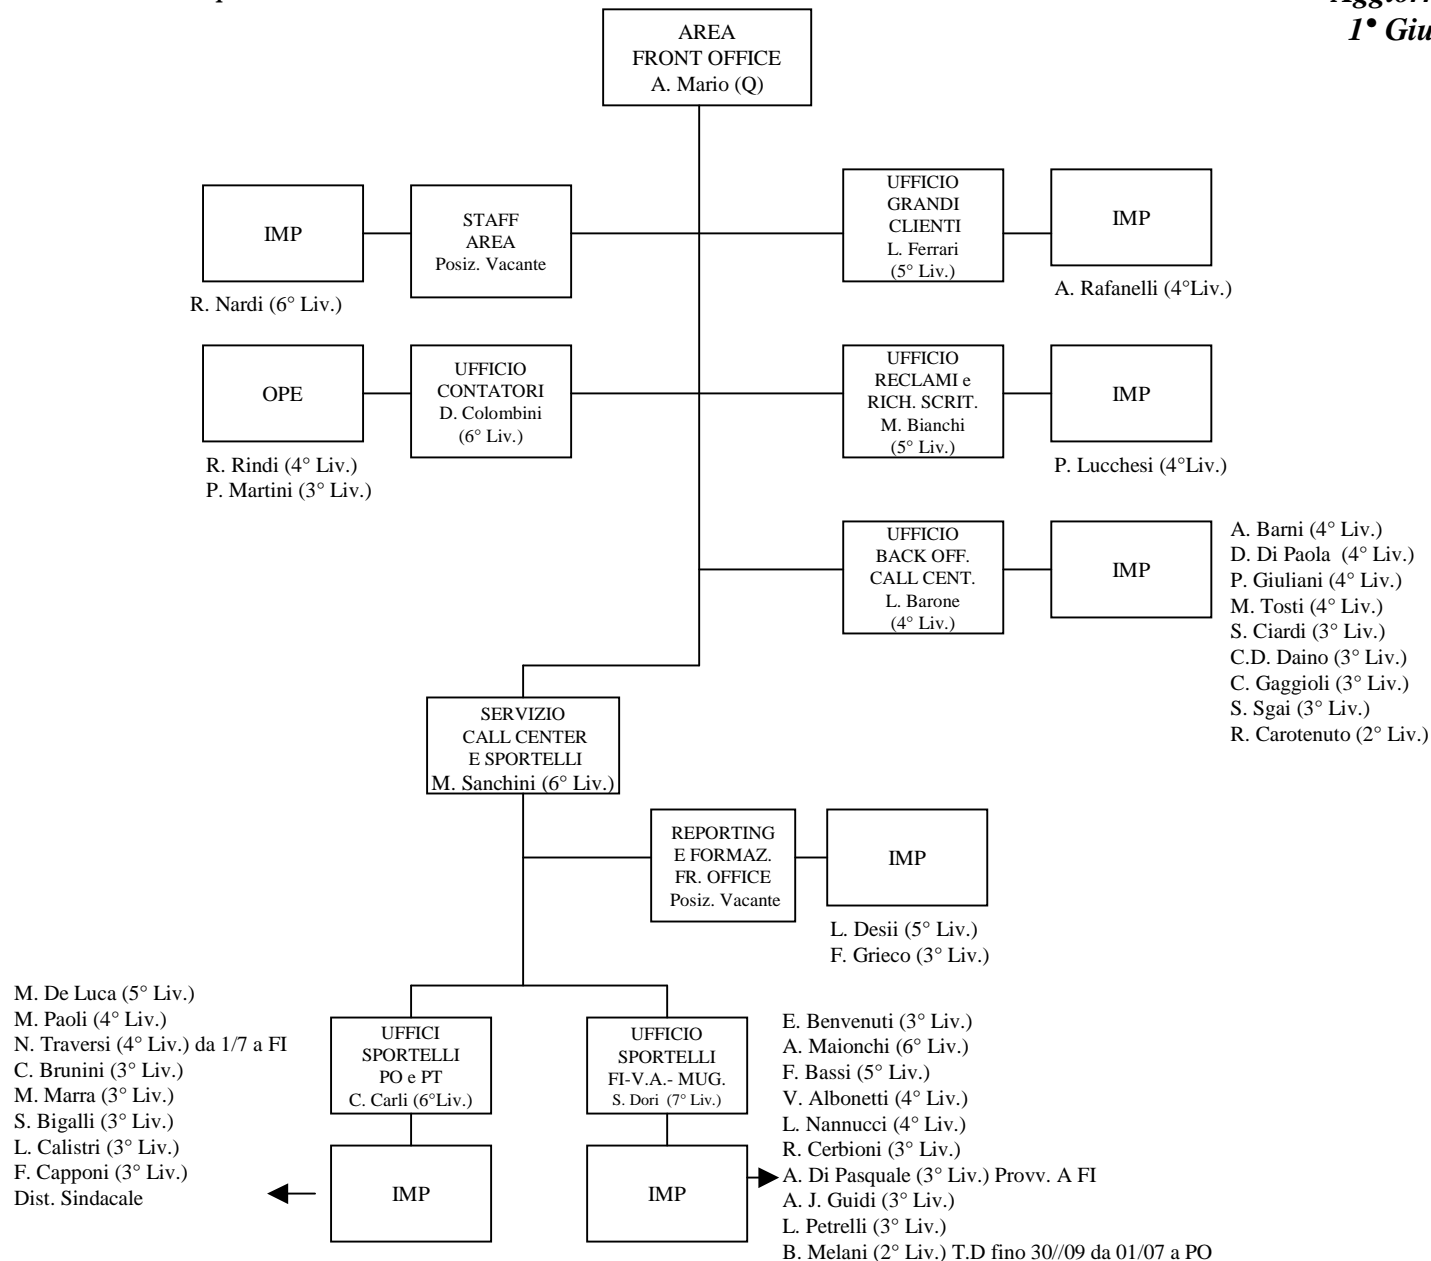 1• Giu
AREA
FRONT OFFICE
A. Mario (Q)
IMP
R. Nardi (6° Liv.)
STAFF
AREA
Posiz. Vacante
UFFICIO
GRANDI
CLIENTI
L. Ferrari
(5° Liv.)
IMP
A. Rafanelli (4°Liv.)
OPE
R. Rindi (4° Liv.)
P. Martini (3° Liv.)
UFFICIO
CONTATORI
D. Colombini
(6° Liv.)
UFFICIO
RECLAMI e
RICH. SCRIT.
M. Bianchi
(5° Liv.)
IMP
P. Lucchesi (4°Liv.)
UFFICIO
BACK OFF.
CALL CENT.
L. Barone
(4° Liv.)
IMP
A. Barni (4° Liv.)
D. Di Paola  (4° Liv.)
P. Giuliani (4° Liv.)
M. Tosti (4° Liv.)
S. Ciardi (3° Liv.)
C.D. Daino (3° Liv.)
C. Gaggioli (3° Liv.)
S. Sgai (3° Liv.)
R. Carotenuto (2° Liv.)
SERVIZIO
CALL CENTER
E SPORTELLI
M. Sanchini (6° Liv.)
REPORTING
E FORMAZ.
FR. OFFICE
Posiz. Vacante
IMP
L. Desii (5° Liv.)
F. Grieco (3° Liv.)
M. De Luca (5° Liv.)
M. Paoli (4° Liv.)
N. Traversi (4° Liv.) da 1/7 a FI
C. Brunini (3° Liv.)
M. Marra (3° Liv.)
S. Bigalli (3° Liv.)
L. Calistri (3° Liv.)
F. Capponi (3° Liv.)
Dist. Sindacale
UFFICI
SPORTELLI
PO e PT
C. Carli (6°Liv.)
IMP
UFFICIO
SPORTELLI
FI-V.A.- MUG.
S. Dori (7° Liv.)
IMP
E. Benvenuti (3° Liv.)
A. Maionchi (6° Liv.)
F. Bassi (5° Liv.)
V. Albonetti (4° Liv.)
L. Nannucci (4° Liv.)
R. Cerbioni (3° Liv.)
A. Di Pasquale (3° Liv.) Provv. A FI
A. J. Guidi (3° Liv.)
L. Petrelli (3° Liv.)
B. Melani (2° Liv.) T.D fino 30//09 da 01/07 a PO